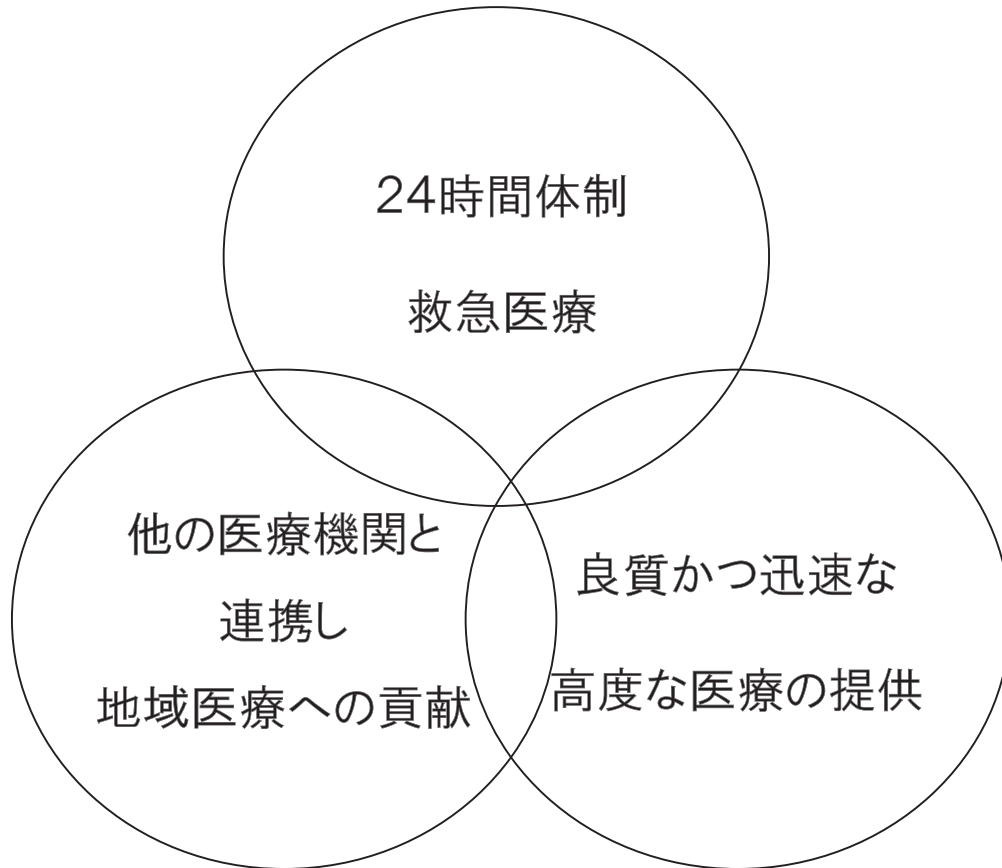 24時間体制
救急医療
他の医療機関と
連携し
地域医療への貢献
良質かつ迅速な
高度な医療の提供